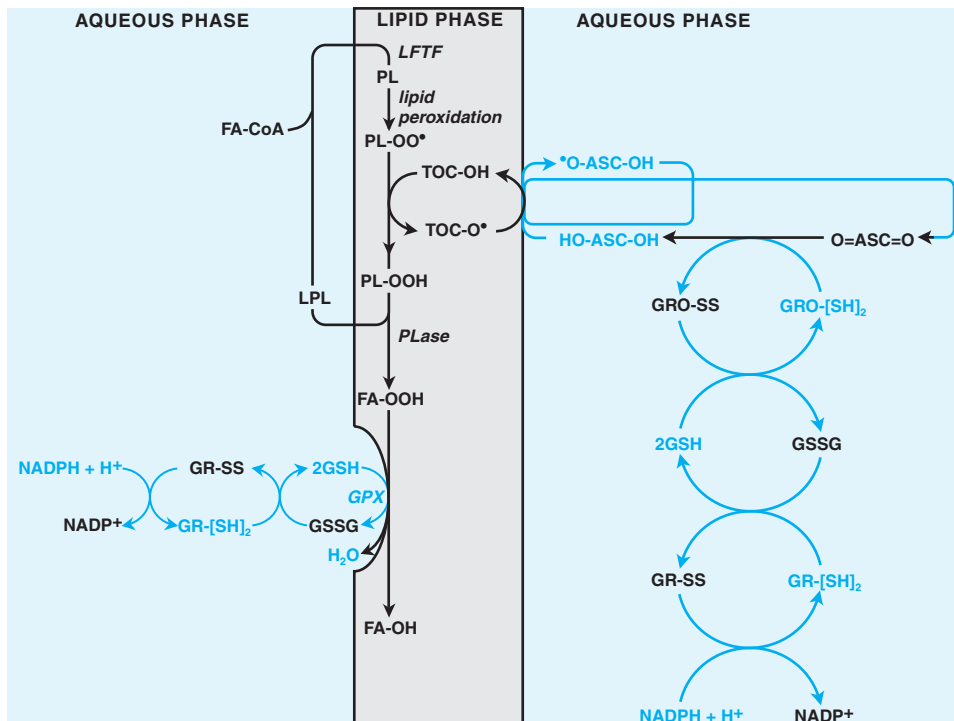 AQUEOUS PHASE
LIPID PHASE
AQUEOUS PHASE
LFTF
PL
lipid
peroxidation
FA-CoA
PL-OO•
TOC-OH
•O-ASC-OH
TOC-O•
HO-ASC-OH
O=ASC=O
PL-OOH
LPL
GRO-SS
GRO-[SH]₂
PLase
FA-OOH
2GSH
GSSG
NADPH + H⁺
GR-SS
2GSH
GPX
NADP⁺
GR-[SH]₂
GSSG
H₂O
GR-SS
GR-[SH]₂
FA-OH
NADPH + H⁺
NADP⁺